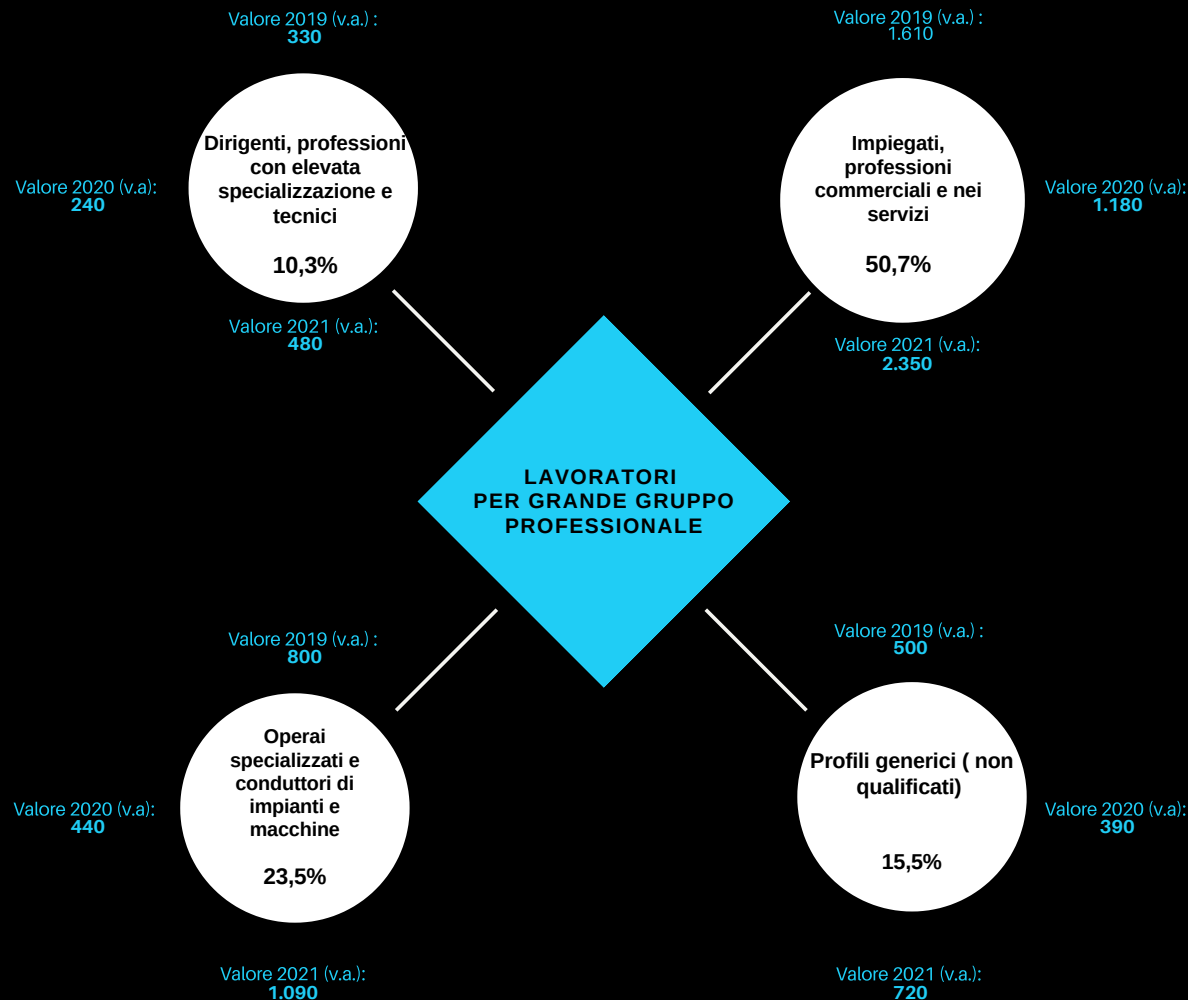 Valore 2019 (v.a.) :
330
Dirigenti, professioni
con elevata
specializzazione e
tecnici
10,3%
Valore 2020 (v.a):
240
Valore 2021 (v.a.):
480
Valore 2019 (v.a.) :
1.610
Impiegati,
professioni
commerciali e nei
servizi
50,7%
Valore 2020 (v.a):
1.180
Valore 2021 (v.a.):
2.350
LAVORATORI
PER GRANDE GRUPPO
PROFESSIONALE
Valore 2019 (v.a.) :
800
Operai
specializzati e
conduttori di
impianti e
macchine
23,5%
Valore 2020 (v.a):
440
Valore 2021 (v.a.):
1.090
Valore 2019 (v.a.) :
500
Profili generici ( non
qualificati)
15,5%
Valore 2020 (v.a):
390
Valore 2021 (v.a.):
720